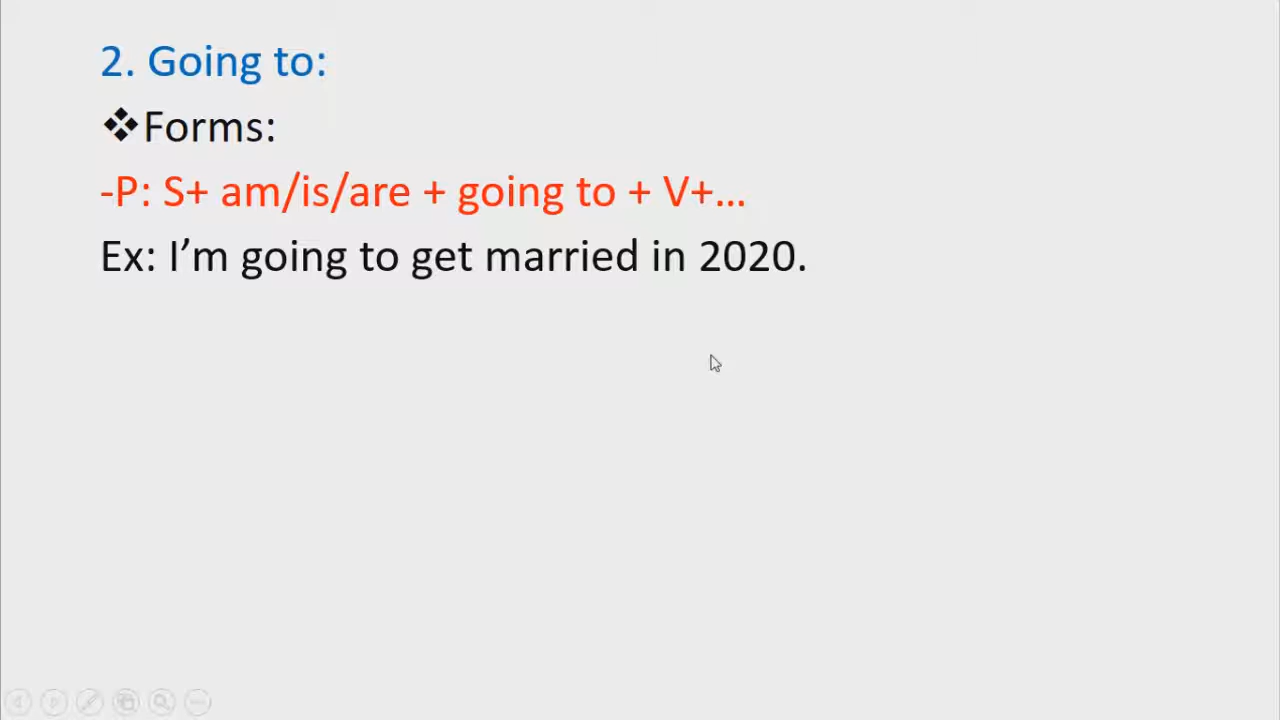 2. Going to:
❖Forms:
-P: S+ am/is/are + going to + V+...
Ex: I’m going to get married in 2020.